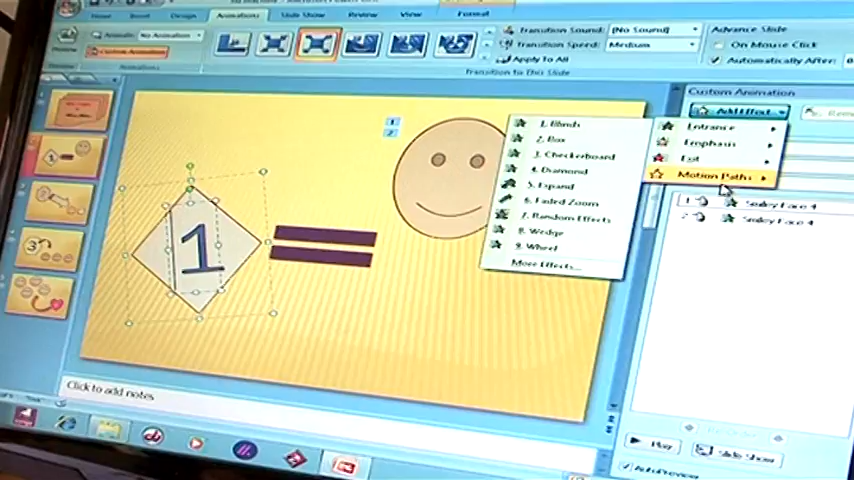 Home Insert Design Animations Slide Show Review View Format
Preview
Animate: No Animation
Custom Animation
Animations
Transition Sound: [No Sound]
Transition Speed: Medium
Apply To All
Transition to This Slide
Advance Slide
On Mouse Click
Automatically After:
Custom Animation
Add Effect
Entrance
Emphasis
Exit
Motion Paths
1. Blinds
2. Box
3. Checkerboard
4. Diamond
5. Expand
6. Faded Zoom
7. Random Effects
8. Wedge
9. Wheel
More Effects...
1 Smiley Face 4
2 Smiley Face 4
1
2
1
Click to add notes
Play
Slide Show
AutoPreview